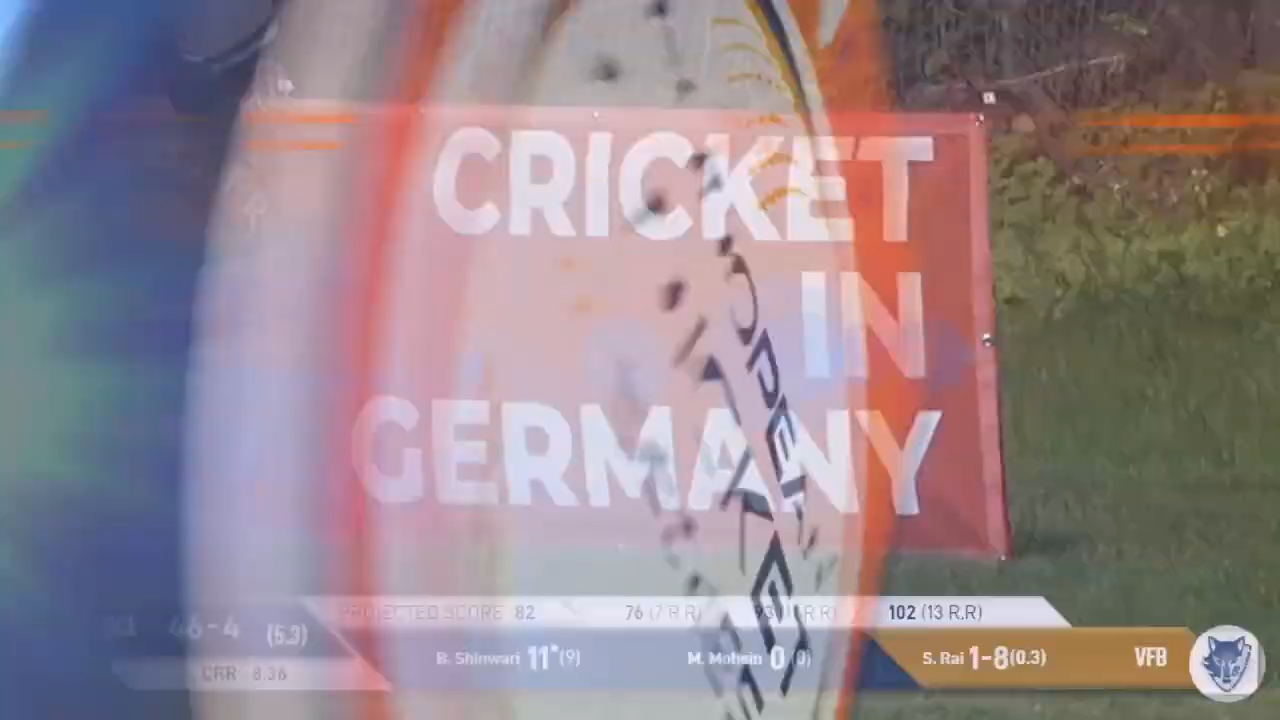 CRICKET
IN
GERMANY
PROJECTED SCORE 82 76 (7 R.R) 102 (13 R.R)
46-4 (5.3) B. Shinwari 11*(9) M. Mohsin 0 (0) S. Rai 1-8 (0.3) VFB
CRR 8.36